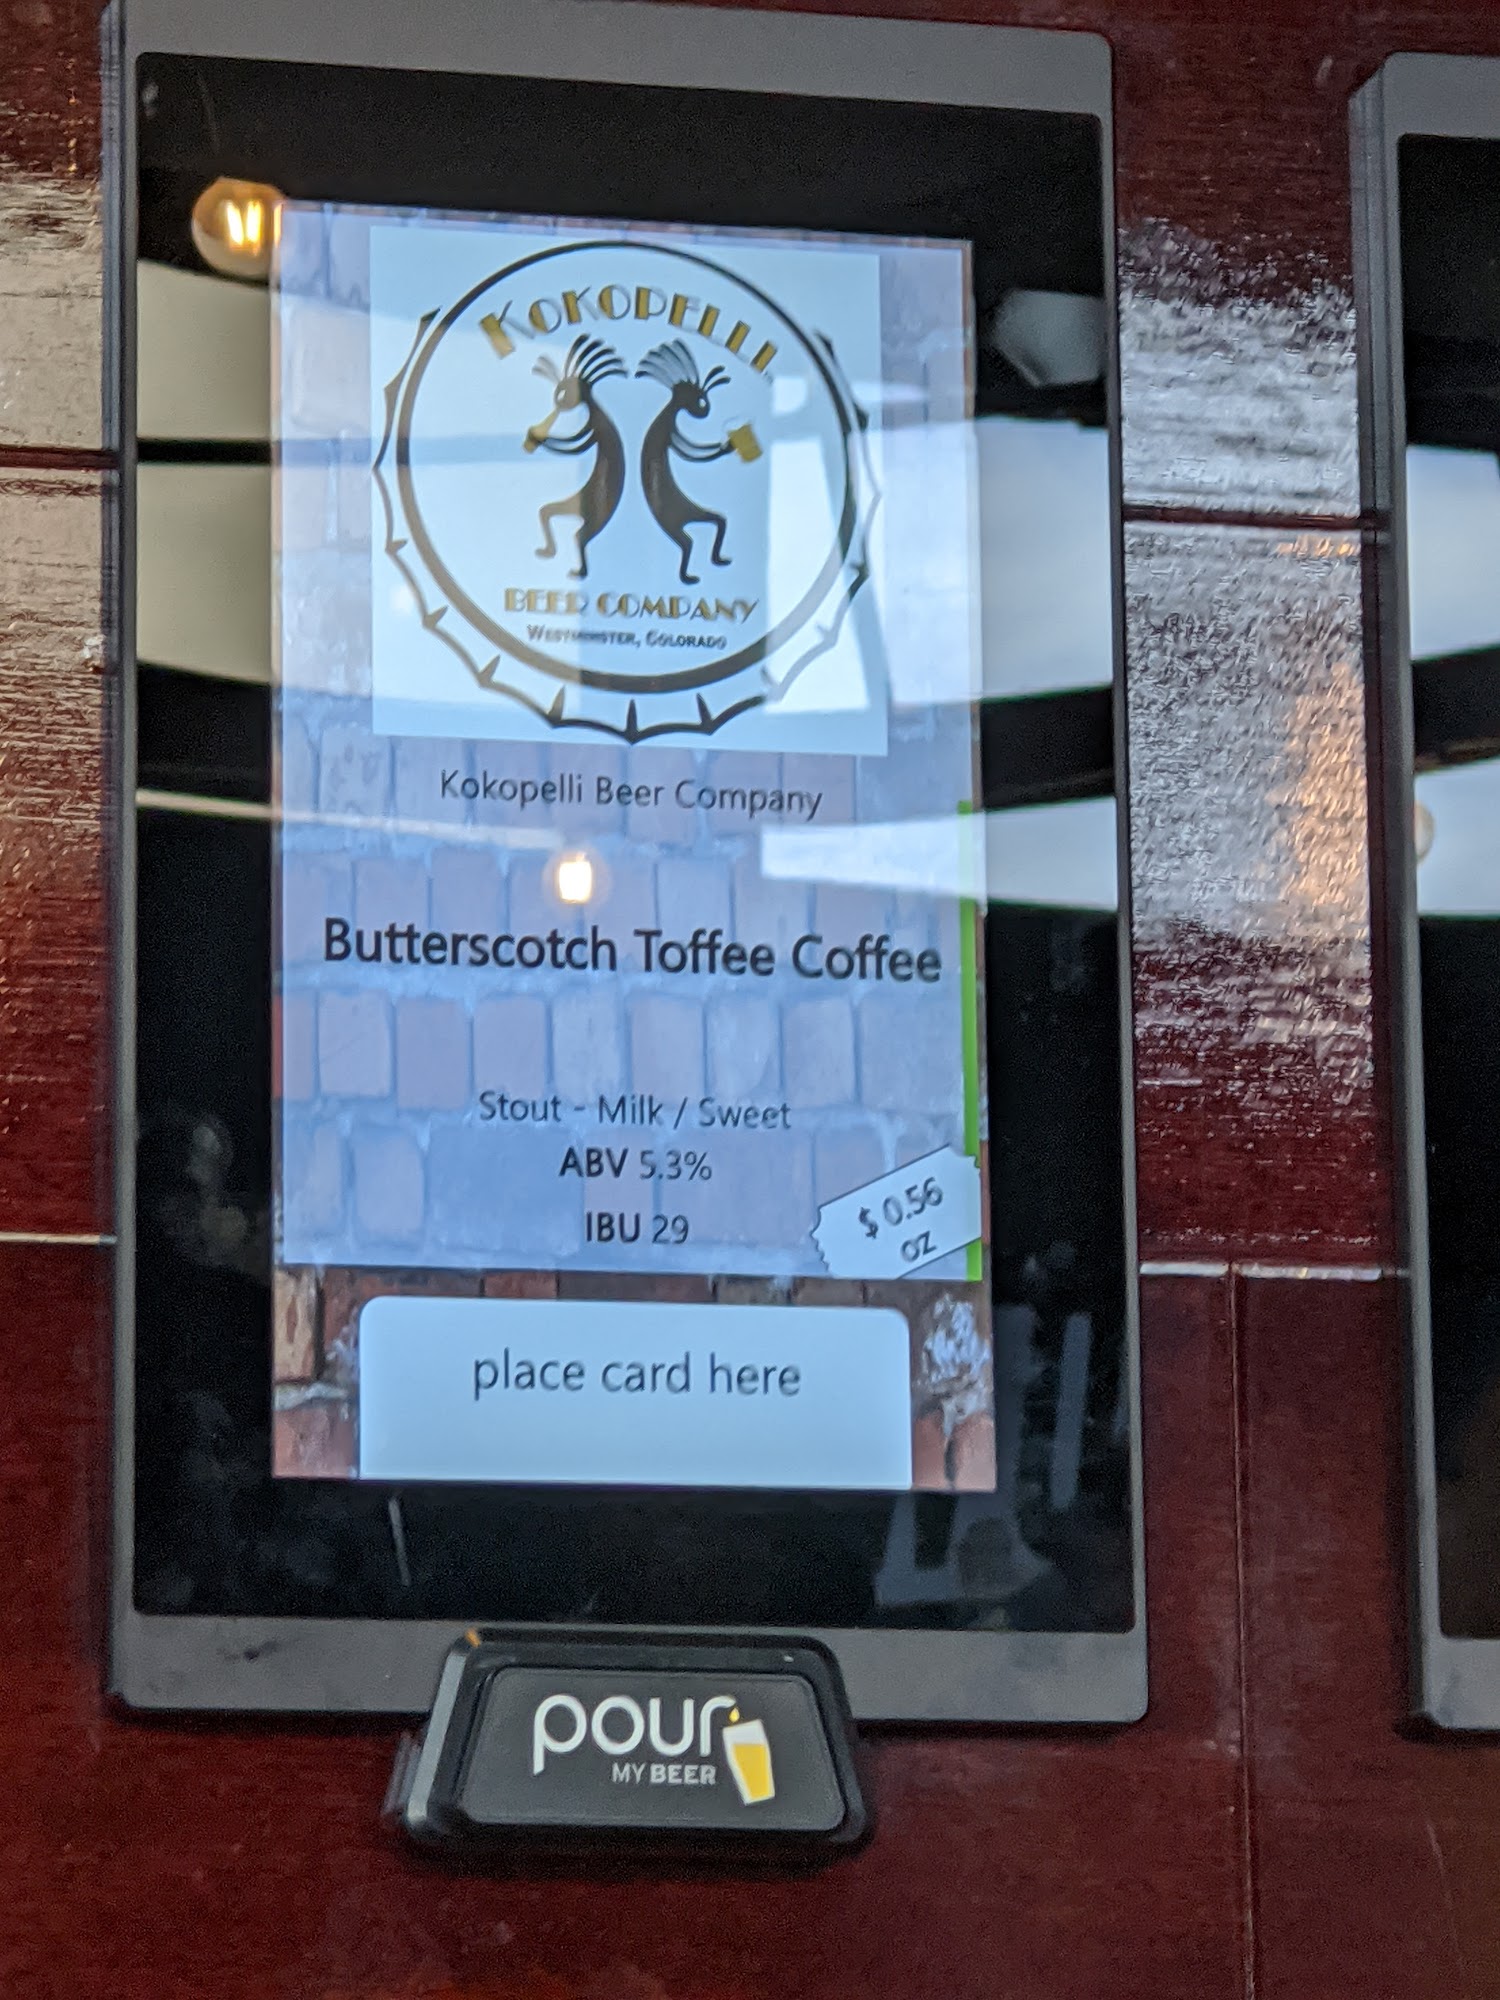 KOKOPELLI
BEER COMPANY
WESTMINSTER, COLORADO
Kokopelli Beer Company
Butterscotch Toffee Coffee
Stout - Milk / Sweet
ABV 5.3%
IBU 29
$ 0.56
oz
place card here
pour
MY BEER